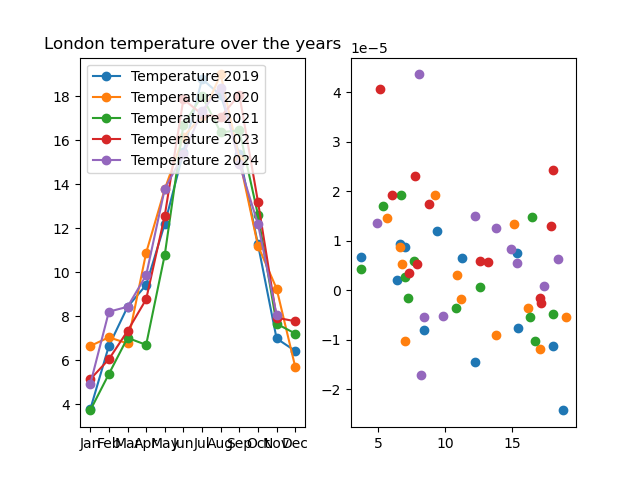 London temperature over the years
Temperature 2019
Temperature 2020
Temperature 2021
Temperature 2023
Temperature 2024
18
16
14
12
10
8
6
4
Jan Feb Mar Apr May Jun Jul Aug Sep Oct Nov Dec
1e−5
4
3
2
1
0
−1
−2
5 10 15